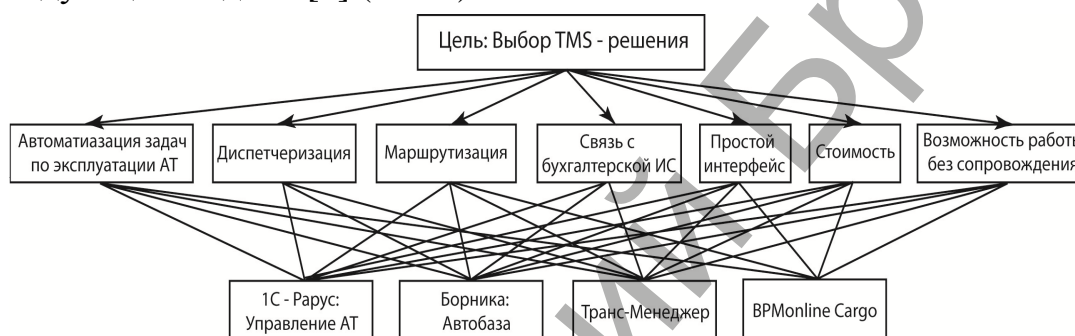 Цель: Выбор TMS - решения
Автоматиазация задач
по эксплуатации АТ
Диспетчеризация
Маршрутизация
Связь с
бухгалтерской ИС
Простой
интерфейс
Стоимость
Возможность работы
без сопровождения
1С - Рарус:
Управление АТ
Борника:
Автобаза
Транс-Менеджер
BPMonline Cargo